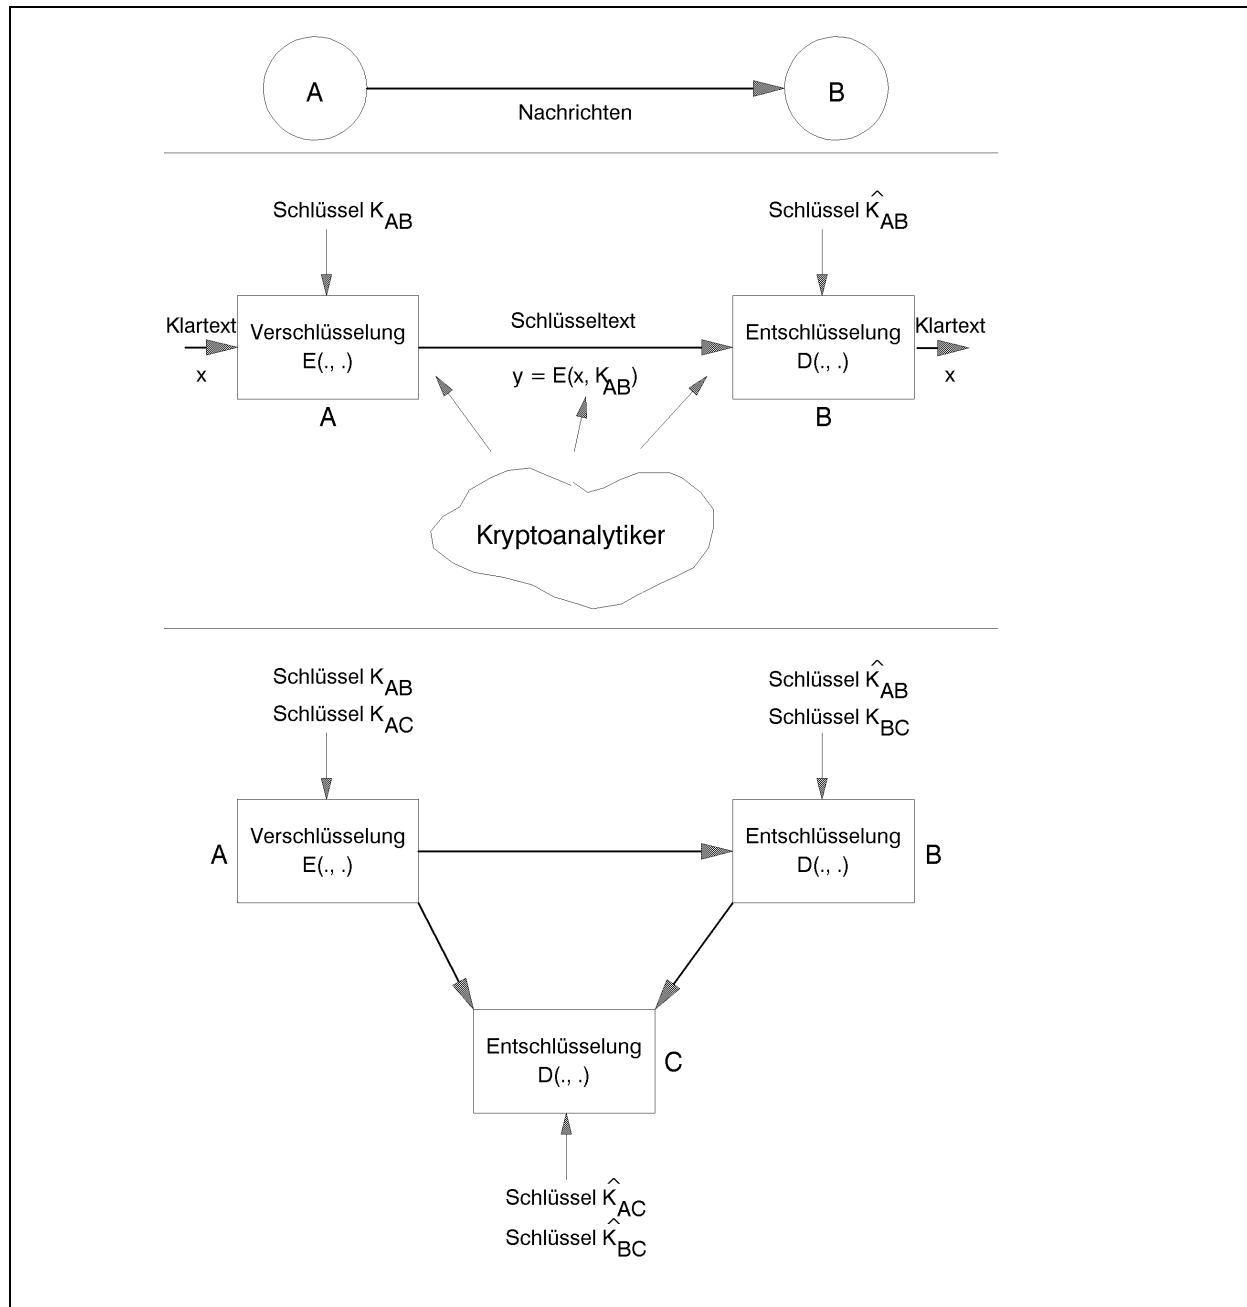 A
B
Nachrichten
Schlüssel K_AB
Schlüssel K̂_AB
Klartext
x
Verschlüsselung
E(., .)
A
Schlüsseltext
y = E(x, K_AB)
Entschlüsselung
D(., .)
B
Klartext
x
Kryptoanalytiker
Schlüssel K_AB
Schlüssel K_AC
Schlüssel K̂_AB
Schlüssel K_BC
A
Verschlüsselung
E(., .)
Entschlüsselung
D(., .)
B
Entschlüsselung
D(., .)
C
Schlüssel K̂_AC
Schlüssel K̂_BC